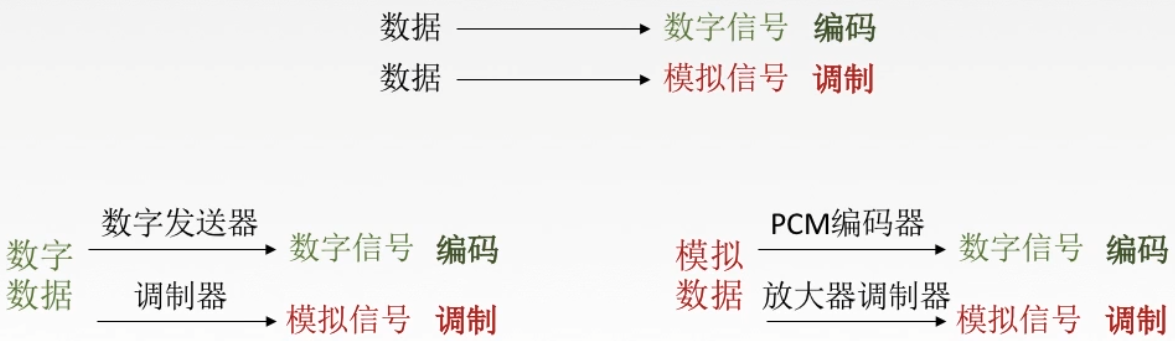 数据 数字信号 编码
数据 模拟信号 调制
数字发送器
数字
数据
数字信号 编码
调制器
模拟信号 调制
PCM编码器
模拟
数据
数字信号 编码
放大器调制器
模拟信号 调制